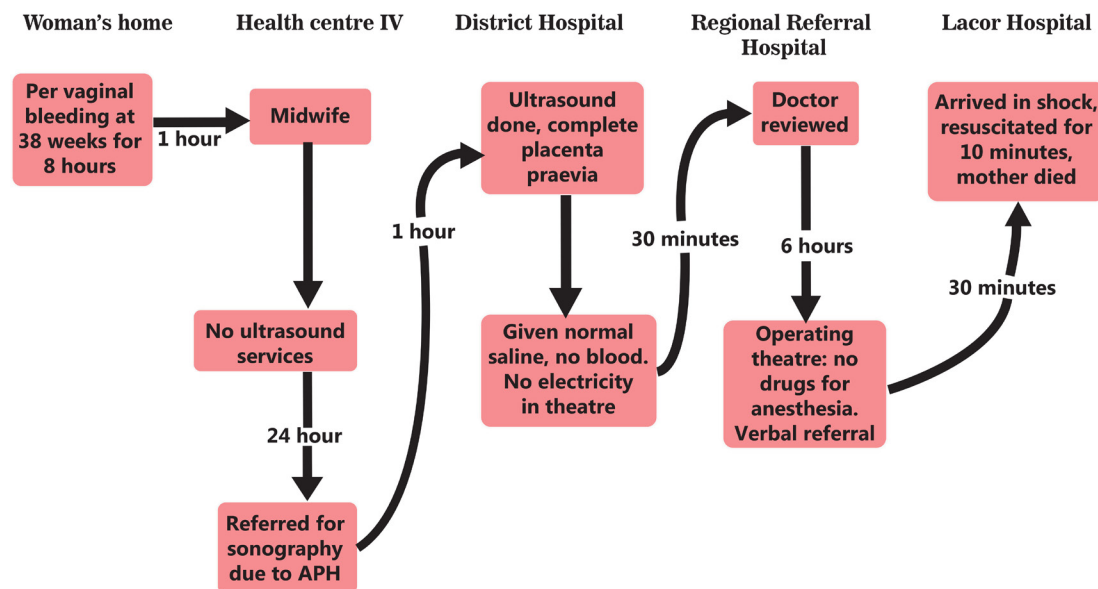 Woman's home
Health centre IV
District Hospital
Regional Referral
Hospital
Lacor Hospital
Per vaginal
bleeding at
38 weeks for
8 hours
1 hour
Midwife
No ultrasound
services
24 hour
Referred for
sonography
due to APH
1 hour
Ultrasound
done, complete
placenta
praevia
Given normal
saline, no blood.
No electricity
in theatre
30 minutes
Doctor
reviewed
6 hours
Operating
theatre: no
drugs for
anesthesia.
Verbal referral
30 minutes
Arrived in shock,
resuscitated for
10 minutes,
mother died